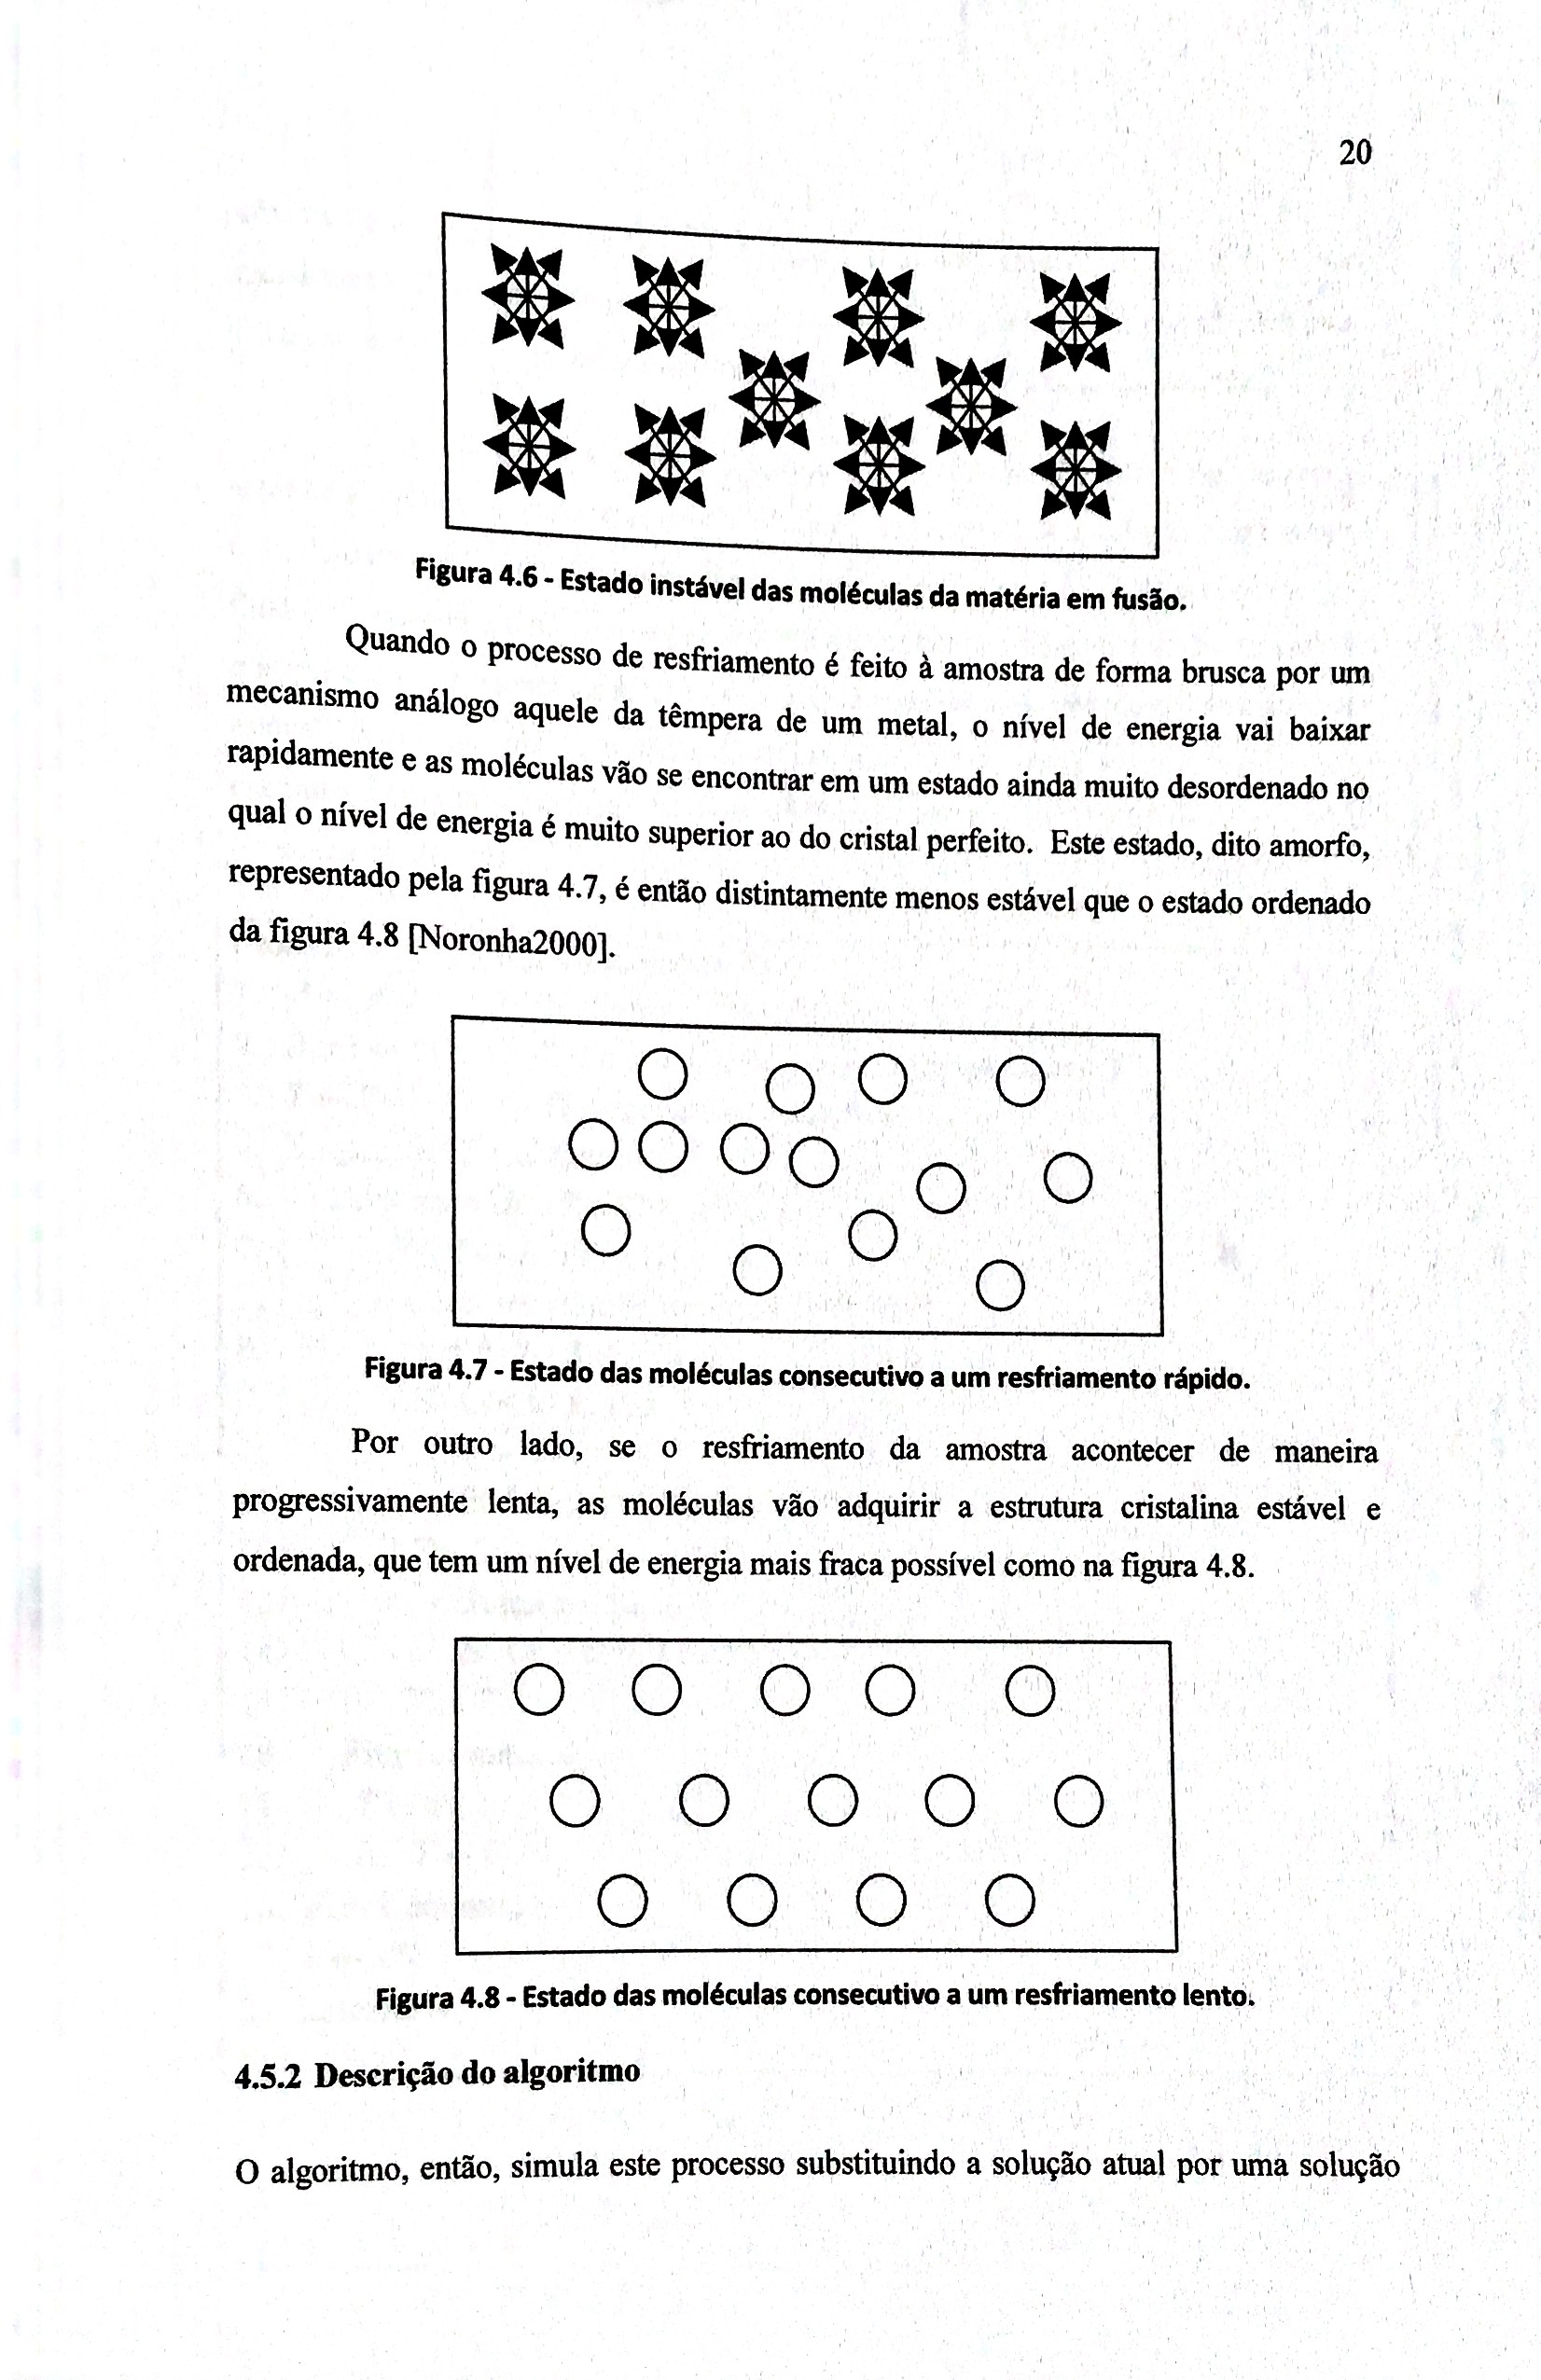 20
Figura 4.6 - Estado instável das moléculas da matéria em fusão.
Quando o processo de resfriamento é feito à amostra de forma brusca por um
mecanismo análogo aquele da têmpera de um metal, o nível de energia vai baixar
rapidamente e as moléculas vão se encontrar em um estado ainda muito desordenado no
qual o nível de energia é muito superior ao do cristal perfeito. Este estado, dito amorfo,
representado pela figura 4.7, é então distintamente menos estável que o estado ordenado
da figura 4.8 [Noronha2000].
Figura 4.7 - Estado das moléculas consecutivo a um resfriamento rápido.
Por outro lado, se o resfriamento da amostra acontecer de maneira
progressivamente lenta, as moléculas vão adquirir a estrutura cristalina estável e
ordenada, que tem um nível de energia mais fraca possível como na figura 4.8.
Figura 4.8 - Estado das moléculas consecutivo a um resfriamento lento.
4.5.2 Descrição do algoritmo
O algoritmo, então, simula este processo substituindo a solução atual por uma solução